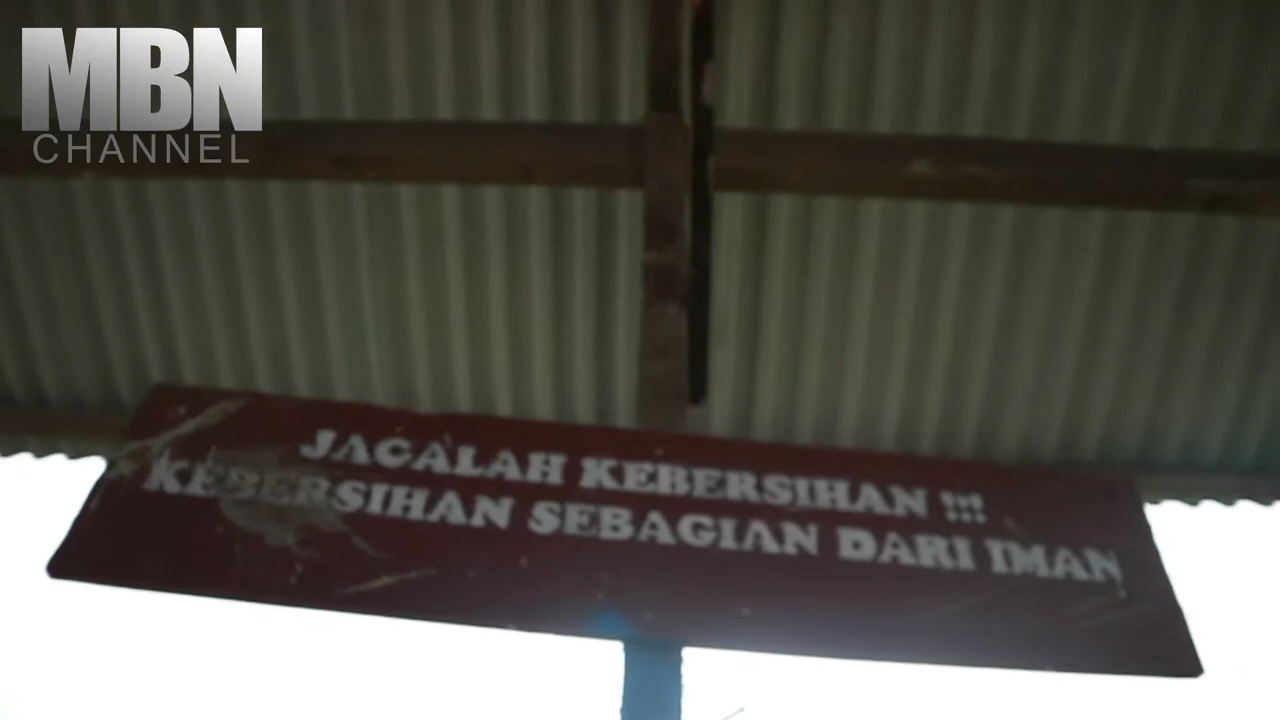 MBN
CHANNEL
JAGALAH KEBERSIHAN !!!
KEBERSIHAN SEBAGIAN DARI IMAN